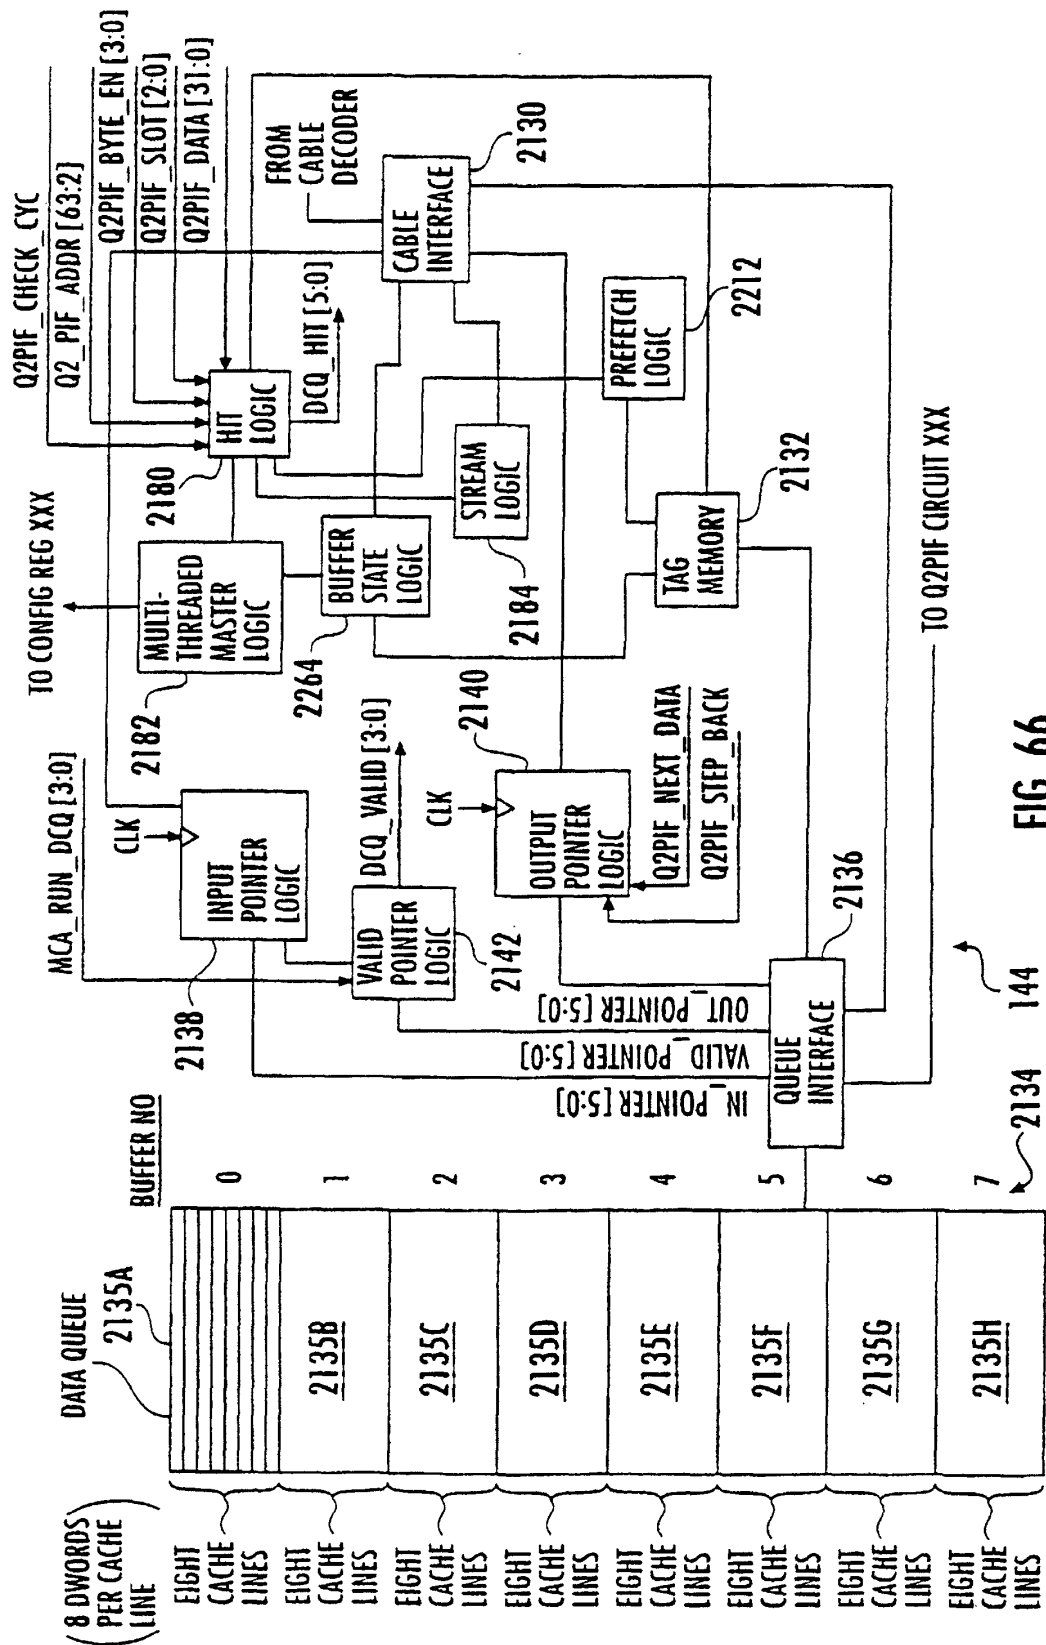 (8 DWORDS
PER CACHE
LINE)
DATA QUEUE
2135A
BUFFER NO
EIGHT
CACHE
LINES
0
EIGHT
CACHE
LINES
2135B
1
EIGHT
CACHE
LINES
2135C
2
EIGHT
CACHE
LINES
2135D
3
EIGHT
CACHE
LINES
2135E
4
EIGHT
CACHE
LINES
2135F
5
EIGHT
CACHE
LINES
2135G
6
EIGHT
CACHE
LINES
2135H
7
2134
144
MCA_RUN_DCQ [3:0]
CLK
INPUT
POINTER
LOGIC
2138
VALID
POINTER
LOGIC
2142
DCQ_VALID [3:0]
CLK
OUTPUT
POINTER
LOGIC
2140
Q2PIF_NEXT_DATA
Q2PIF_STEP_BACK
IN_POINTER [5:0]
VALID_POINTER [5:0]
OUT_POINTER [5:0]
QUEUE
INTERFACE
2136
TO CONFIG REG XXX
MULTI-
THREADED
MASTER
LOGIC
2182
BUFFER
STATE
LOGIC
2264
STREAM
LOGIC
2184
HIT
LOGIC
2180
Q2PIF_CHECK_CYC
Q2_PIF_ADDR [63:2]
Q2PIF_BYTE_EN [3:0]
Q2PIF_SLOT [2:0]
Q2PIF_DATA [31:0]
DCQ_HIT [5:0]
FROM
CABLE
DECODER
CABLE
INTERFACE
2130
PREFETCH
LOGIC
2212
TAG
MEMORY
2132
TO Q2PIF CIRCUIT XXX
FIG. 66